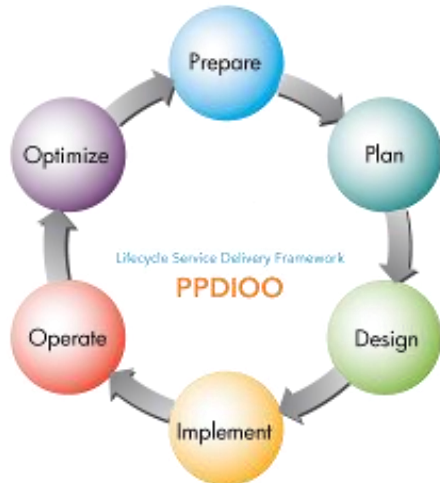 Prepare
Plan
Design
Implement
Operate
Optimize
Lifecycle Service Delivery Framework
PPDIOO